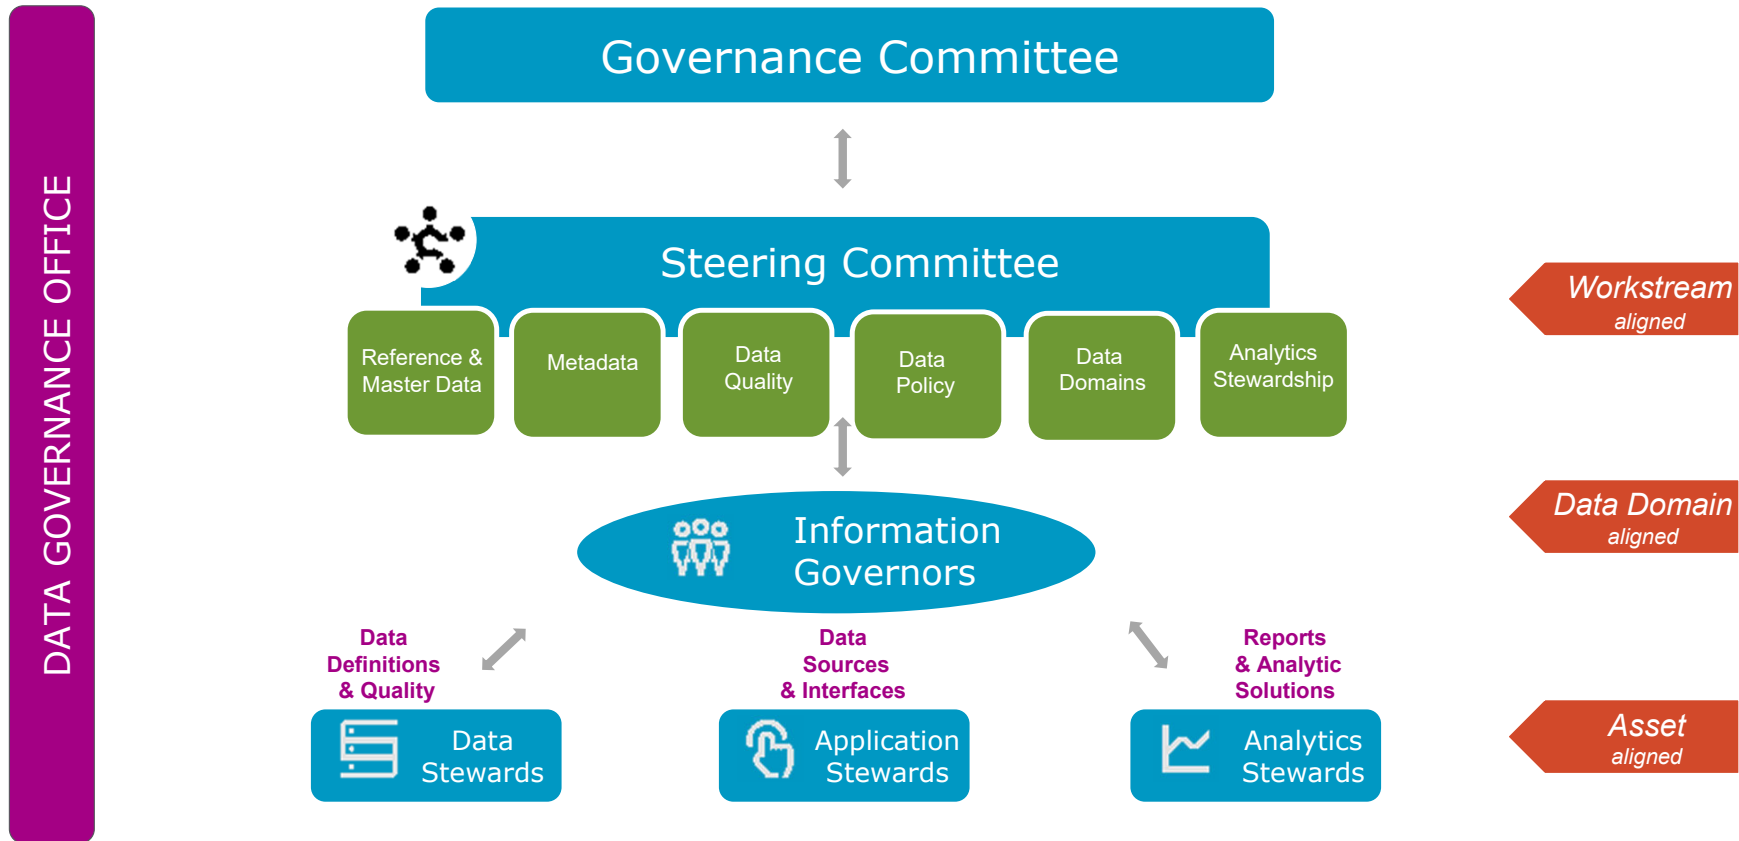 DATA GOVERNANCE OFFICE
Governance Committee
Steering Committee
Workstream
aligned
Reference &
Master Data
Metadata
Data
Quality
Data
Policy
Data
Domains
Analytics
Stewardship
Information
Governors
Data Domain
aligned
Data
Definitions
& Quality
Data
Sources
& Interfaces
Reports
& Analytic
Solutions
Data
Stewards
Application
Stewards
Analytics
Stewards
Asset
aligned